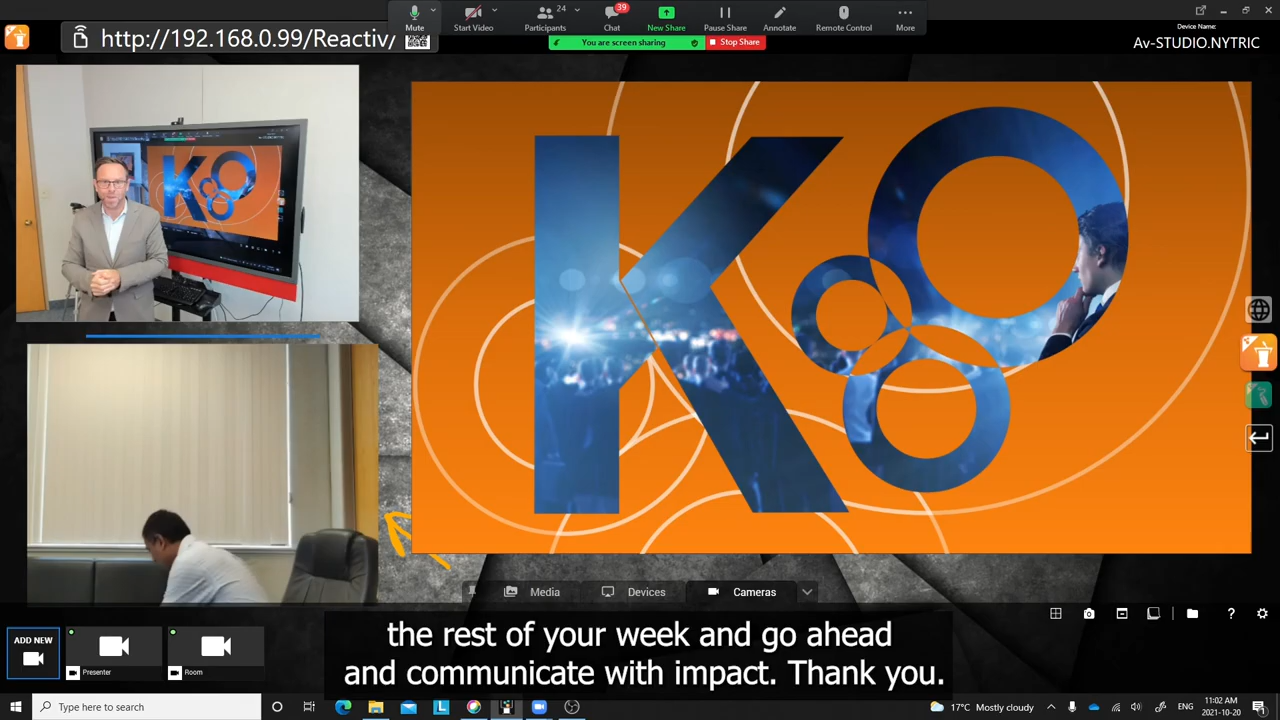 Mute
Start Video
24
Participants
39
Chat
New Share
Pause Share
Annotate
Remote Control
More
You are screen sharing
Stop Share
Device Name:
Av-STUDIO.NYTRIC
http://192.168.0.99/Reactiv/
K8
Media
Devices
Cameras
ADD NEW
Presenter
Room
the rest of your week and go ahead
and communicate with impact. Thank you.
Type here to search
17°C Mostly cloudy
ENG
11:02 AM
2021-10-20